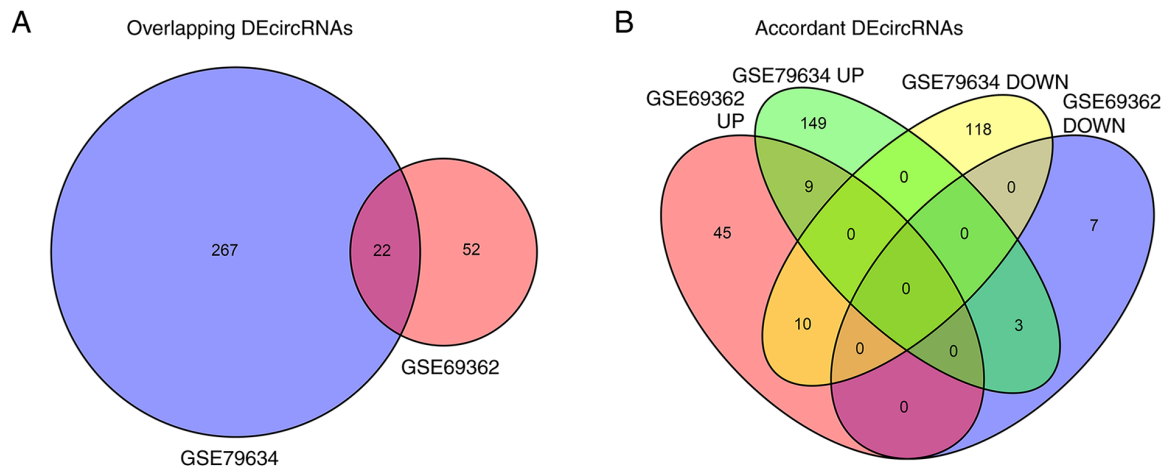 A
Overlapping DEcircRNAs
267
22
52
GSE69362
GSE79634
B
Accordant DEcircRNAs
GSE79634 UP
GSE79634 DOWN
GSE69362
UP
GSE69362
DOWN
149
118
0
9
0
45
0
0
7
0
10
3
0
0
0